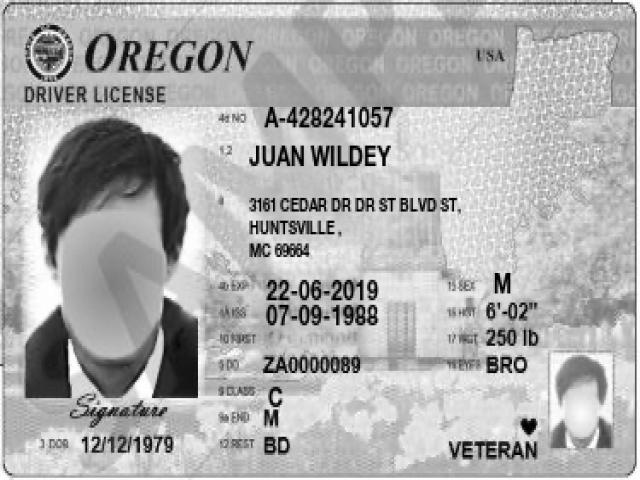 OREGON
USA
DRIVER LICENSE
4d NO A-428241057
1,2 JUAN WILDEY
8 3161 CEDAR DR DR ST BLVD ST,
HUNTSVILLE ,
MC 69664
4b EXP 22-06-2019
15 SEX M
4A ISS 07-09-1988
16 HGT 6'-02"
10 FIRST
17 WGT 250 lb
5 DD ZA0000089
18 EYES BRO
9 CLASS C
9a END M
Signature
3 DOB 12/12/1979
12 REST BD
VETERAN